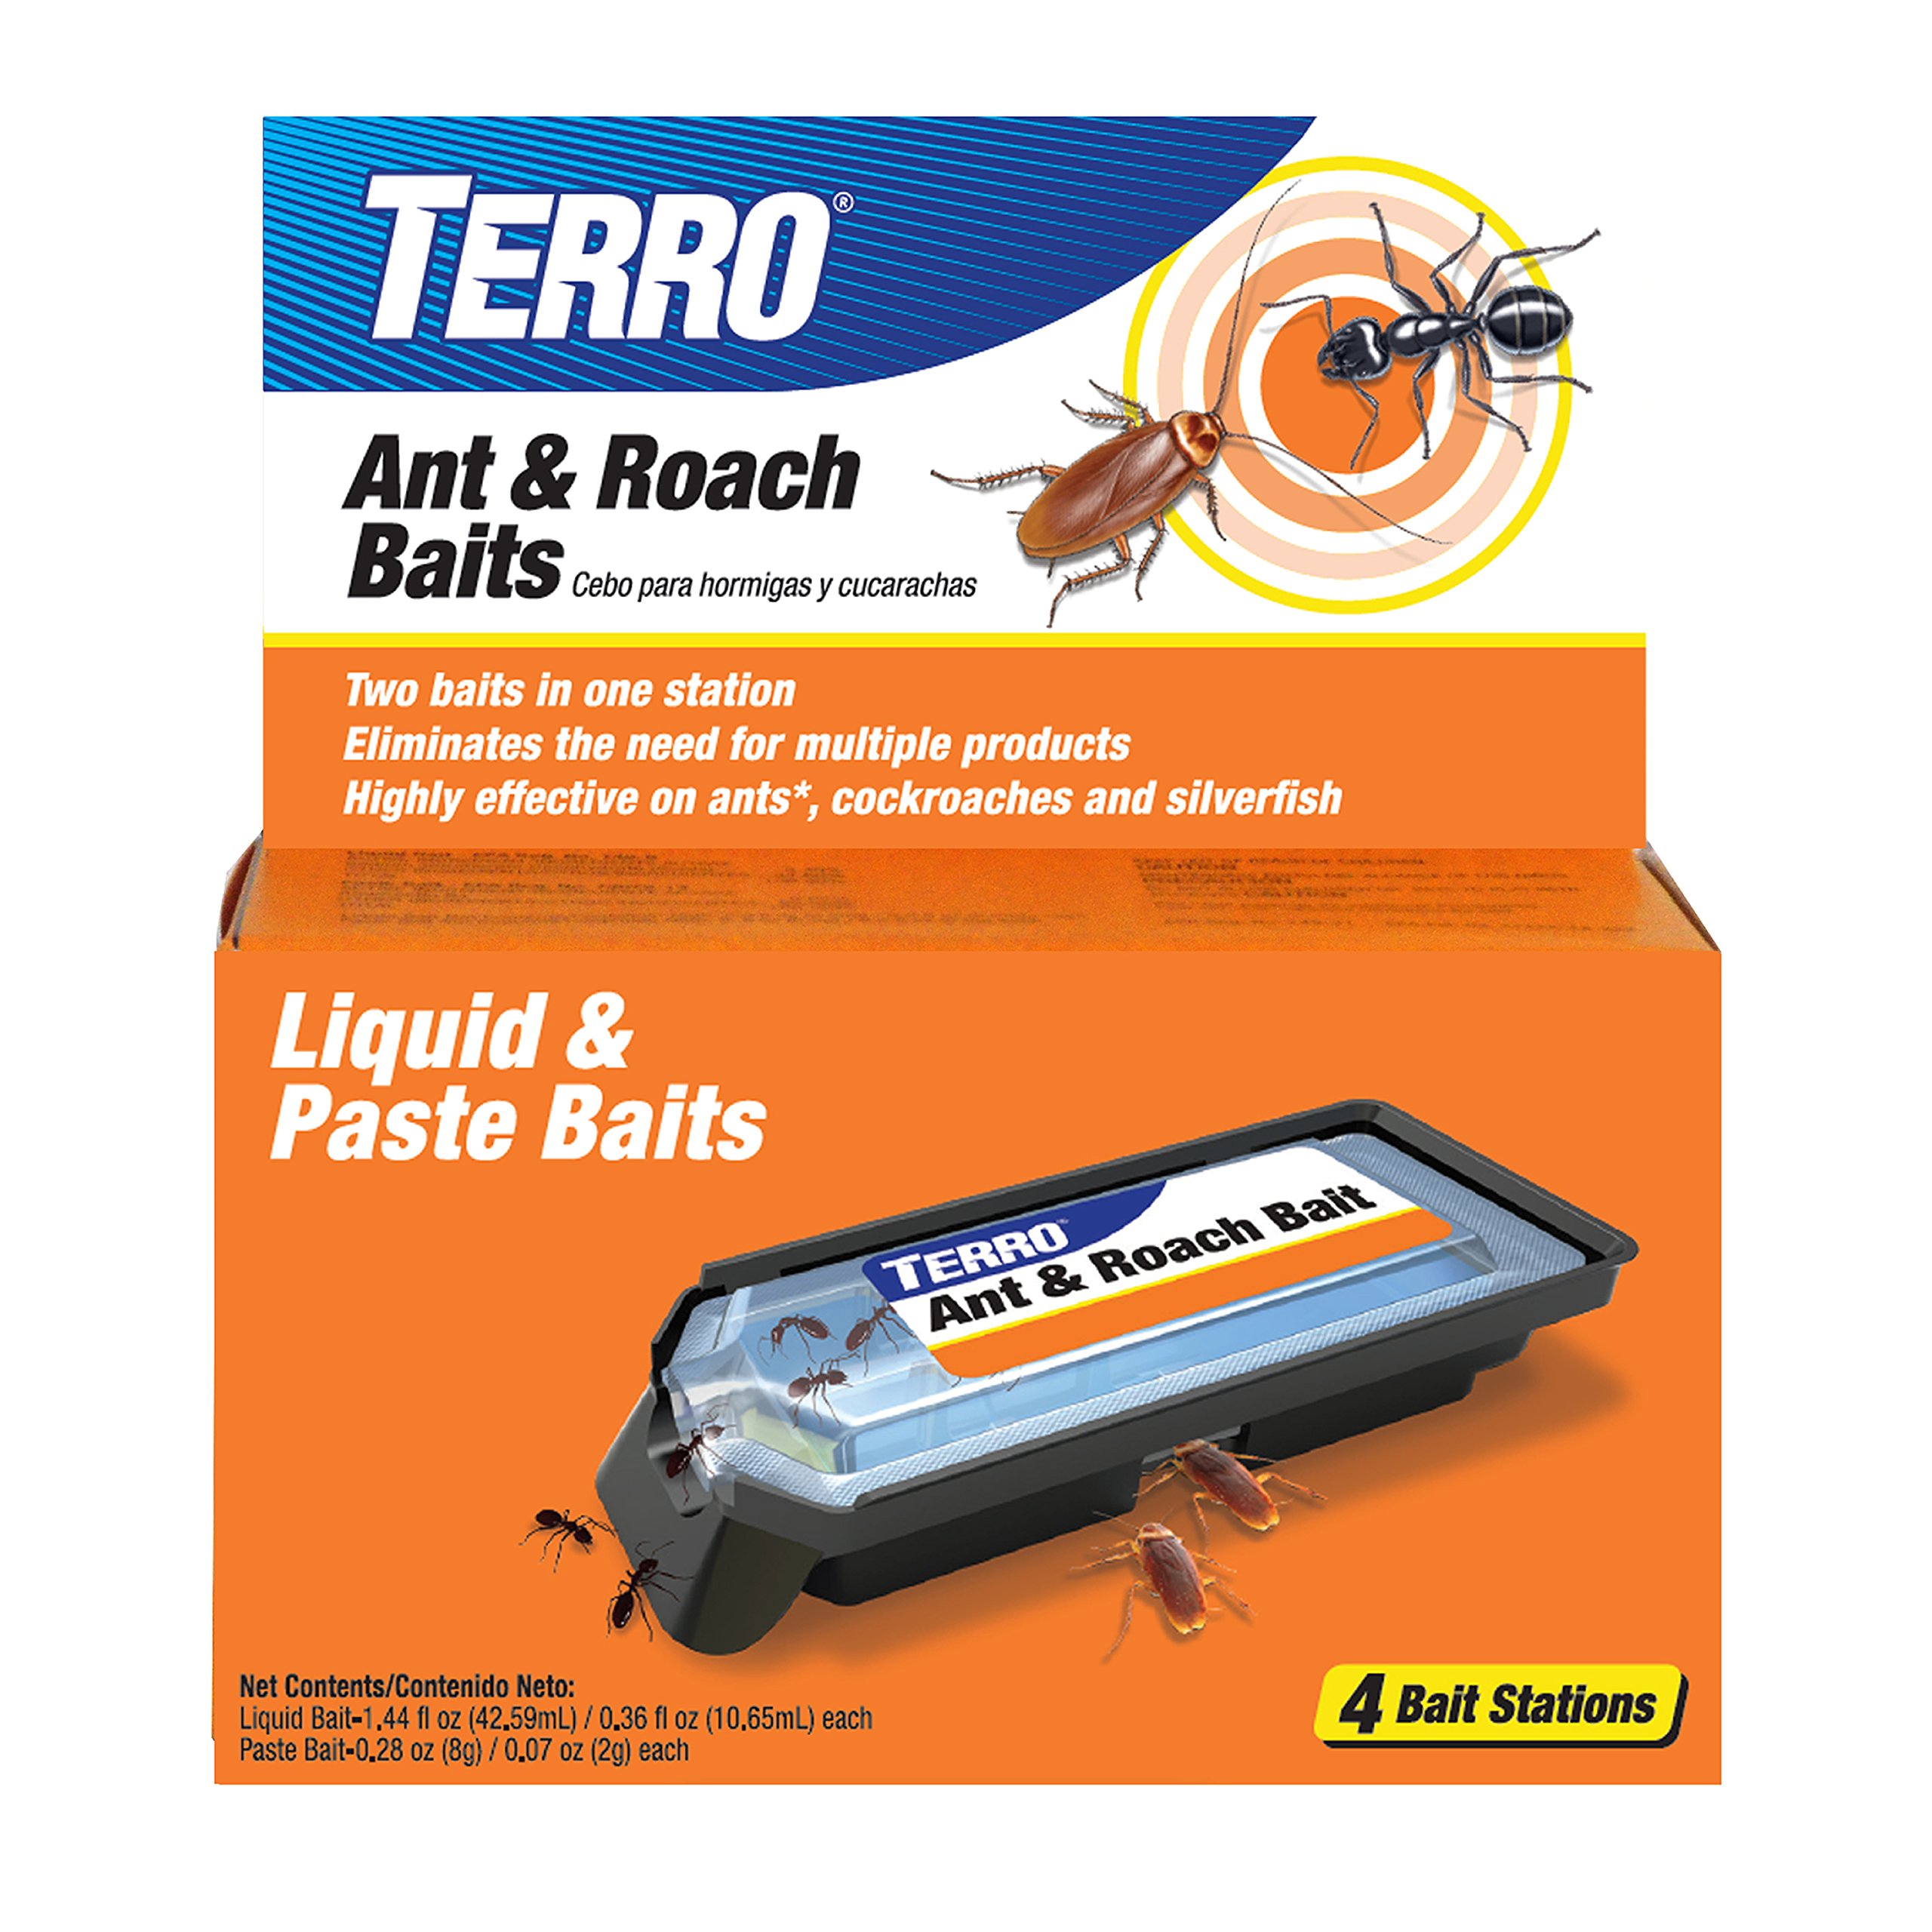 TERRO®
Ant & Roach
Baits Cebo para hormigas y cucarachas
Two baits in one station
Eliminates the need for multiple products
Highly effective on ants*, cockroaches and silverfish
Liquid &
Paste Baits
TERRO
Ant & Roach Bait
Net Contents/Contenido Neto:
Liquid Bait-1.44 fl oz (42.59mL) / 0.36 fl oz (10.65mL) each
Paste Bait-0.28 oz (8g) / 0.07 oz (2g) each
4 Bait Stations